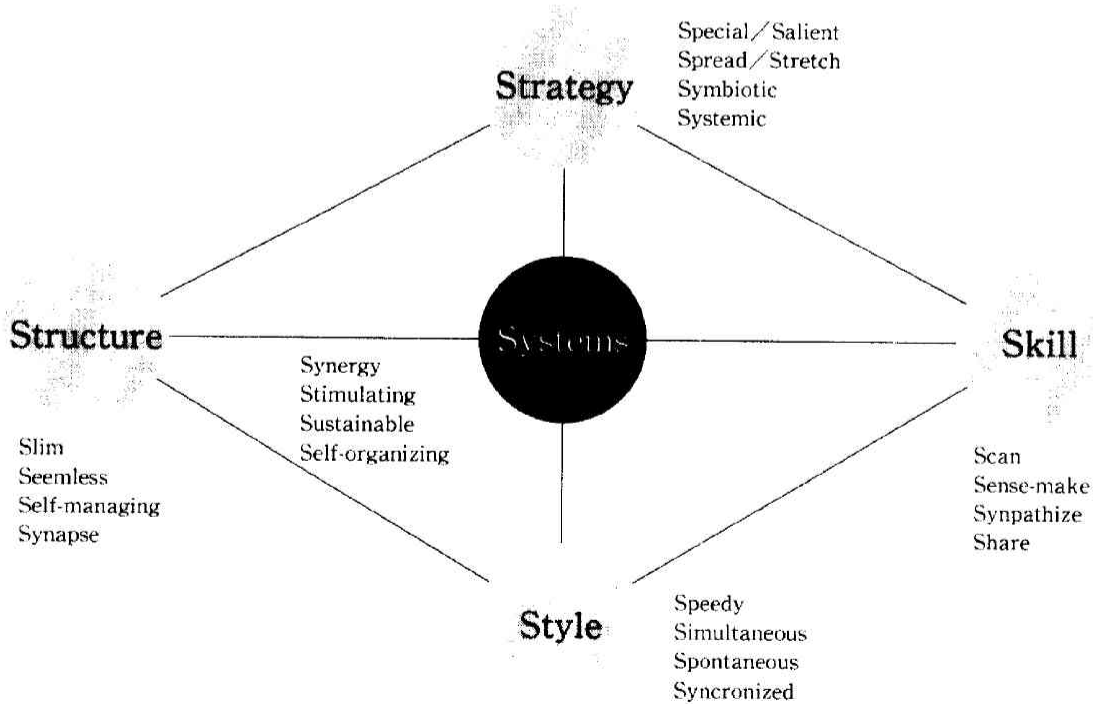 Strategy
Special／Salient
Spread／Stretch
Symbiotic
Systemic
Structure
Slim
Seemless
Self-managing
Synapse
Systems
Synergy
Stimulating
Sustainable
Self-organizing
Skill
Scan
Sense-make
Synpathize
Share
Style
Speedy
Simultaneous
Spontaneous
Syncronized